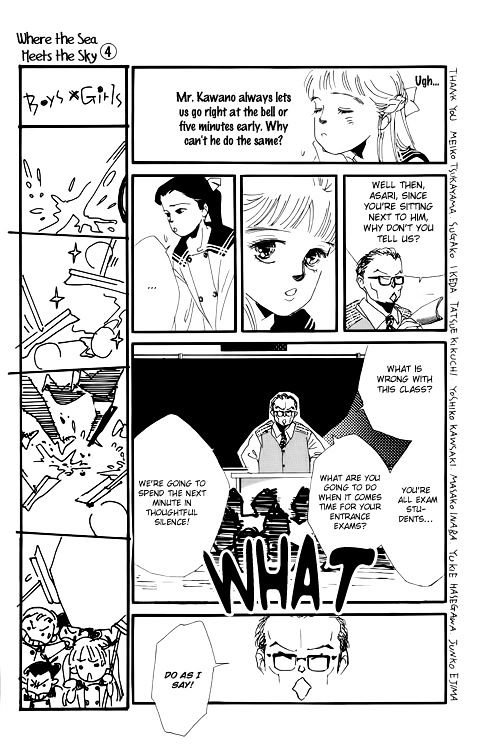 Where the Sea
Meets the Sky ④
Boys × Girls
Ugh...
Mr. Kawano always lets
us go right at the bell or
five minutes early. Why
can't he do the same?
...
WELL THEN,
ASARI, SINCE
YOU'RE SITTING
NEXT TO HIM,
WHY DON'T YOU
TELL US?
WHAT IS
WRONG WITH
THIS CLASS?
YOU'RE
ALL EXAM
STU-
DENTS...
WHAT ARE YOU
GOING TO DO
WHEN IT COMES
TIME FOR YOUR
ENTRANCE
EXAMS?
WE'RE GOING TO
SPEND THE NEXT
MINUTE IN
THOUGHTFUL
SILENCE!
WHAT
DO AS I
SAY!
THANK YOU MEIKO TSUKAYAMA SUGAKO IKEDA TATSUE KIKUCHI YOSHIKO KAWSAKI MASAKO INABA YUKIE HASEGAWA JUNKO EJIMA